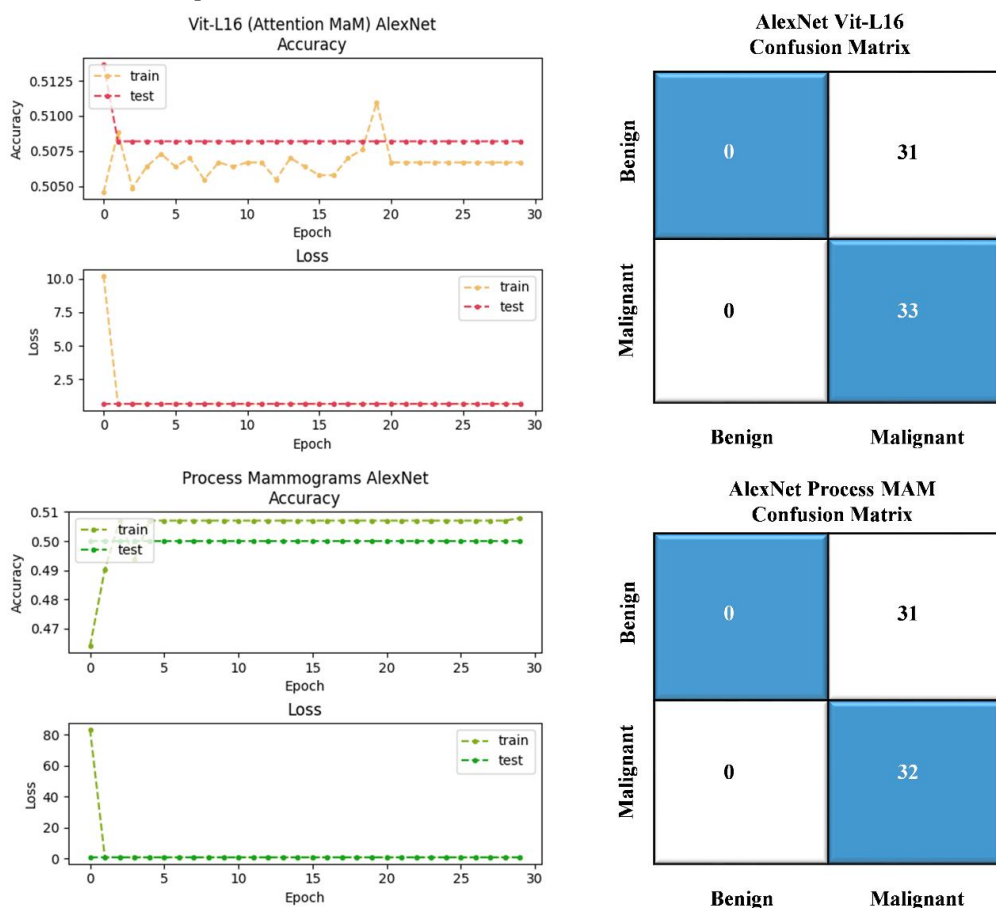 Vit-L16 (Attention MaM) AlexNet
Accuracy
0.5125
0.5100
0.5075
0.5050
Accuracy
train
test
0 5 10 15 20 25 30
Epoch
Loss
10.0
7.5
5.0
2.5
Loss
train
test
0 5 10 15 20 25 30
Epoch
AlexNet Vit-L16
Confusion Matrix
Benign
0 31
Malignant
0 33
Benign Malignant
Process Mammograms AlexNet
Accuracy
0.51
0.50
0.49
0.48
0.47
Accuracy
train
test
0 5 10 15 20 25 30
Epoch
Loss
80
60
40
20
0
Loss
train
test
0 5 10 15 20 25 30
Epoch
AlexNet Process MAM
Confusion Matrix
Benign
0 31
Malignant
0 32
Benign Malignant